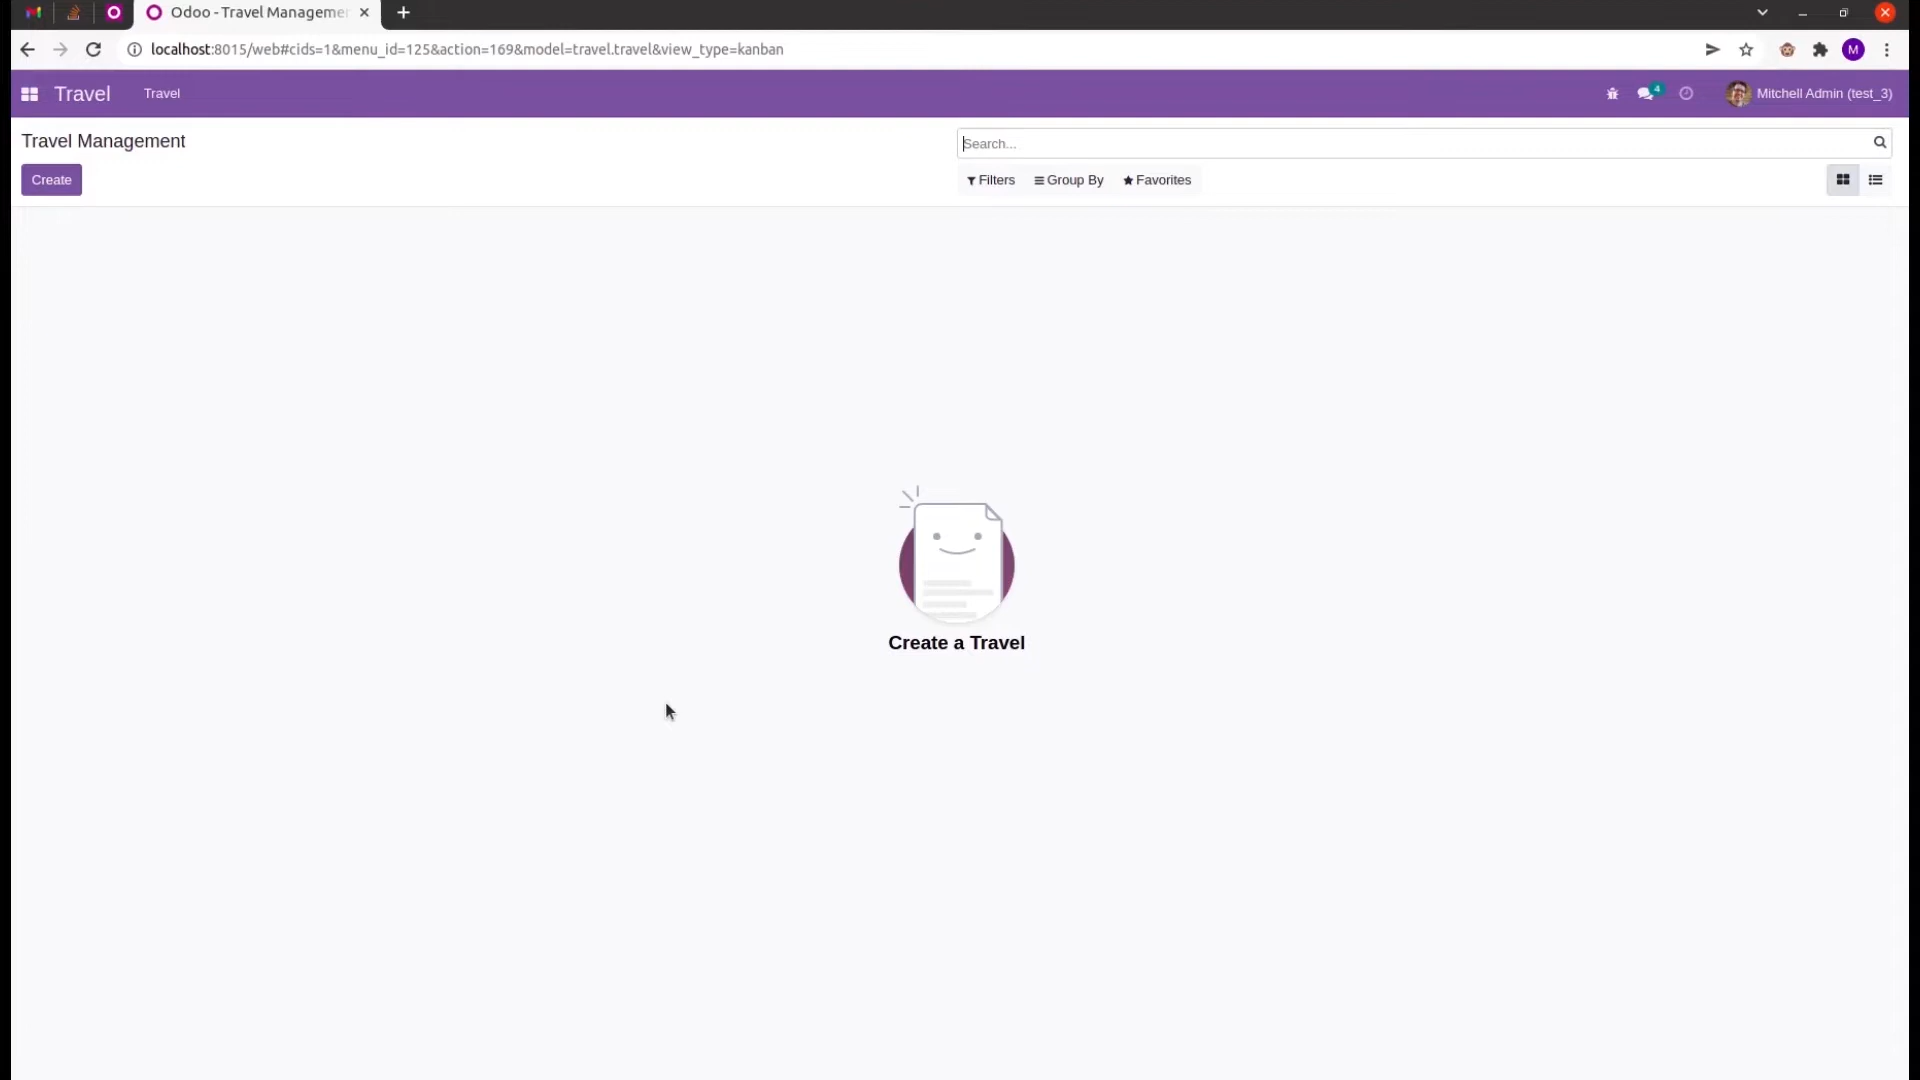 Odoo - Travel Manageme
localhost:8015/web#cids=1&menu_id=125&action=169&model=travel.travel&view_type=kanban
M
Travel
Travel
4
Mitchell Admin (test_3)
Travel Management
Search...
Create
Filters
Group By
Favorites
Create a Travel